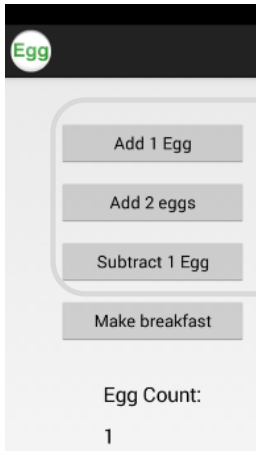 Egg
Add 1 Egg
Add 2 eggs
Subtract 1 Egg
Make breakfast
Egg Count:
1